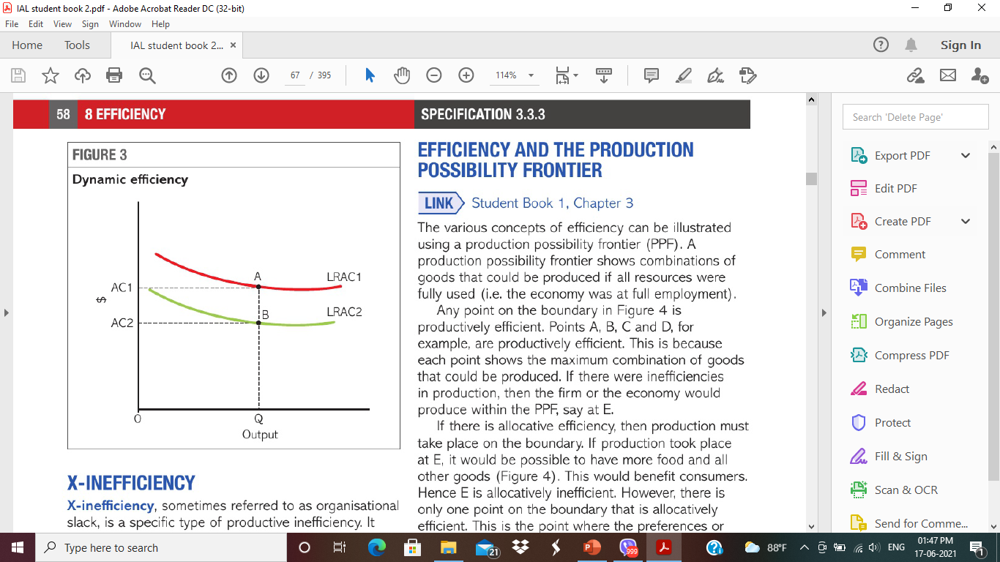 IAL student book 2.pdf - Adobe Acrobat Reader DC (32-bit)
File Edit View Sign Window Help
Home Tools IAL student book 2... × Sign In
67 / 395 114%
58 8 EFFICIENCY SPECIFICATION 3.3.3
FIGURE 3
Dynamic efficiency
A
LRAC1
AC1
$
B
LRAC2
AC2
O
Q
Output
X-INEFFICIENCY
X-inefficiency, sometimes referred to as organisational
slack, is a specific type of productive inefficiency. It
EFFICIENCY AND THE PRODUCTION
POSSIBILITY FRONTIER
LINK Student Book 1, Chapter 3
The various concepts of efficiency can be illustrated
using a production possibility frontier (PPF). A
production possibility frontier shows combinations of
goods that could be produced if all resources were
fully used (i.e. the economy was at full employment).
Any point on the boundary in Figure 4 is
productively efficient. Points A, B, C and D, for
example, are productively efficient. This is because
each point shows the maximum combination of goods
that could be produced. If there were inefficiencies
in production, then the firm or the economy would
produce within the PPF, say at E.
If there is allocative efficiency, then production must
take place on the boundary. If production took place
at E, it would be possible to have more food and all
other goods (Figure 4). This would benefit consumers.
Hence E is allocatively inefficient. However, there is
only one point on the boundary that is allocatively
efficient. This is the point where the preferences or
Search 'Delete Page'
Export PDF
Edit PDF
Create PDF
Comment
Combine Files
Organize Pages
Compress PDF
Redact
Protect
Fill & Sign
Scan & OCR
Send for Comme...
Type here to search
21
999
88°F
ENG
01:47 PM
17-06-2021
1